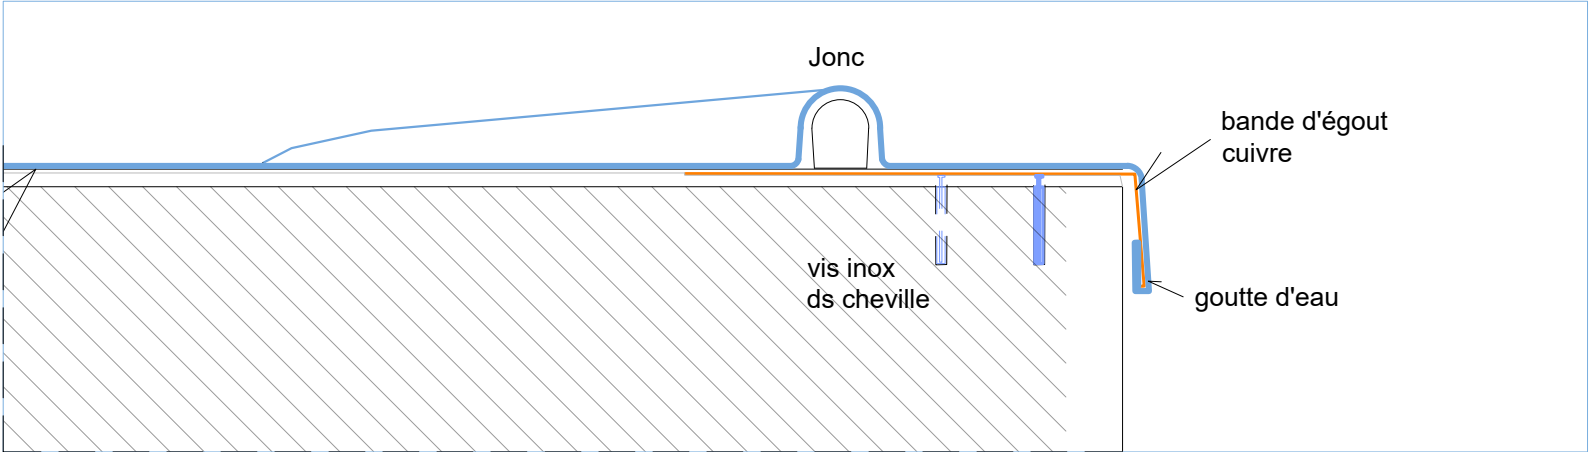 Jonc
bande d'égout
cuivre
vis inox
ds cheville
goutte d'eau